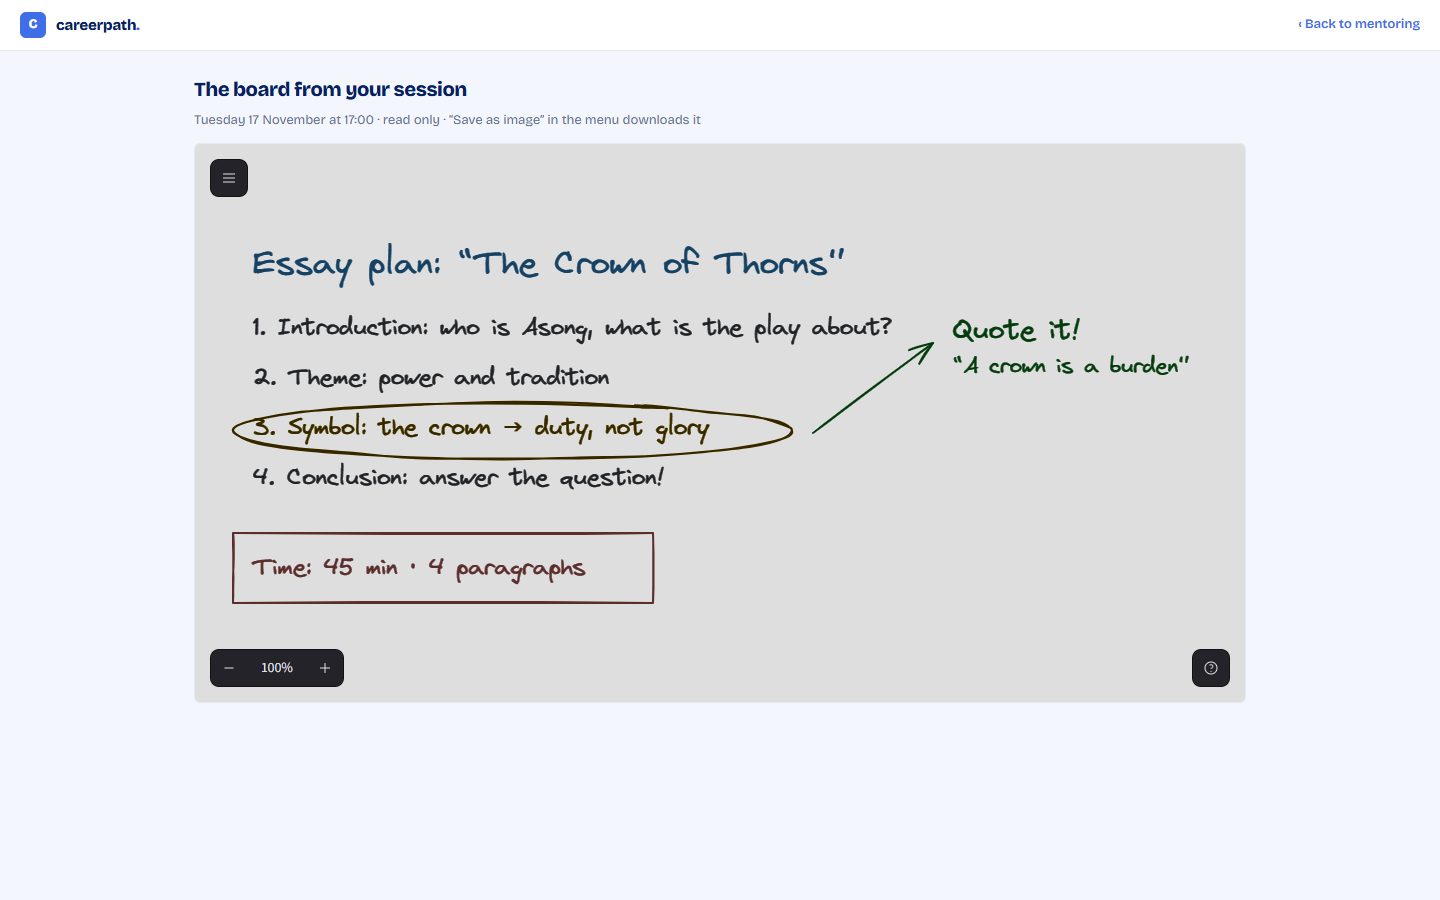 C careerpath.
‹ Back to mentoring
The board from your session
Tuesday 17 November at 17:00 · read only · "Save as image" in the menu downloads it
Essay plan: "The Crown of Thorns"
1. Introduction: who is Asong, what is the play about?
2. Theme: power and tradition
3. Symbol: the crown → duty, not glory
4. Conclusion: answer the question!
Quote it!
"A crown is a burden"
Time: 45 min · 4 paragraphs
− 100% +
?